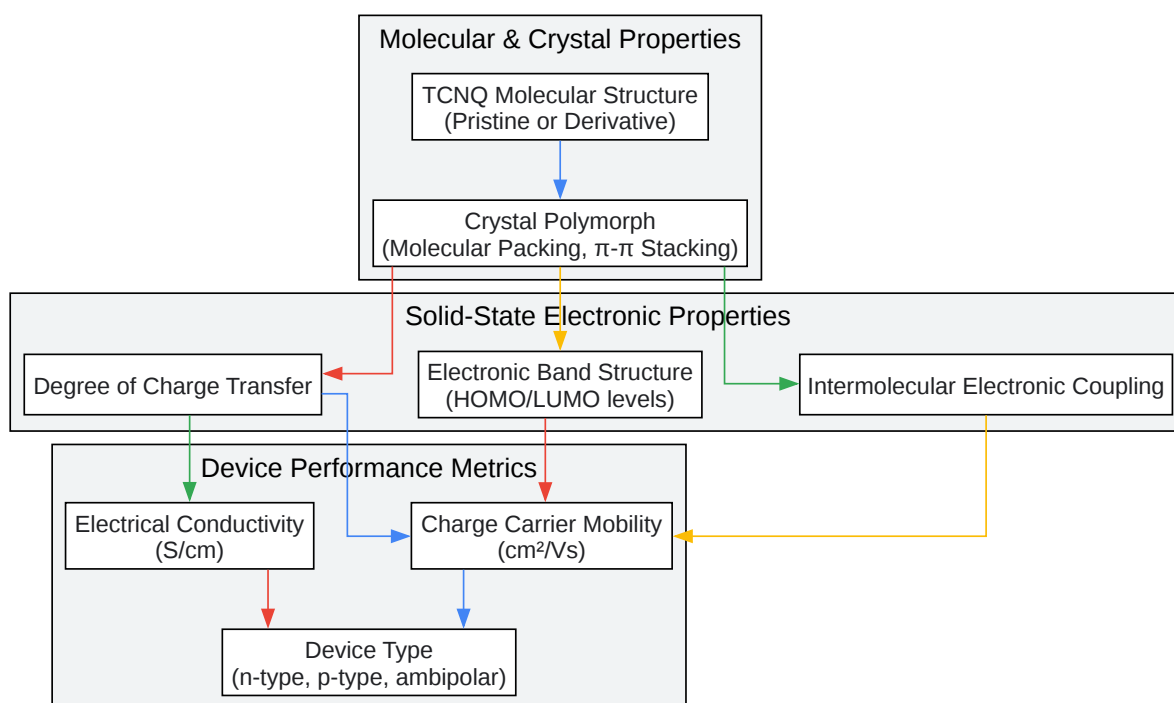 Molecular & Crystal Properties
TCNQ Molecular Structure
(Pristine or Derivative)
Crystal Polymorph
(Molecular Packing, π-π Stacking)
Solid-State Electronic Properties
Degree of Charge Transfer
Electronic Band Structure
(HOMO/LUMO levels)
Intermolecular Electronic Coupling
Device Performance Metrics
Electrical Conductivity
(S/cm)
Charge Carrier Mobility
(cm²/Vs)
Device Type
(n-type, p-type, ambipolar)